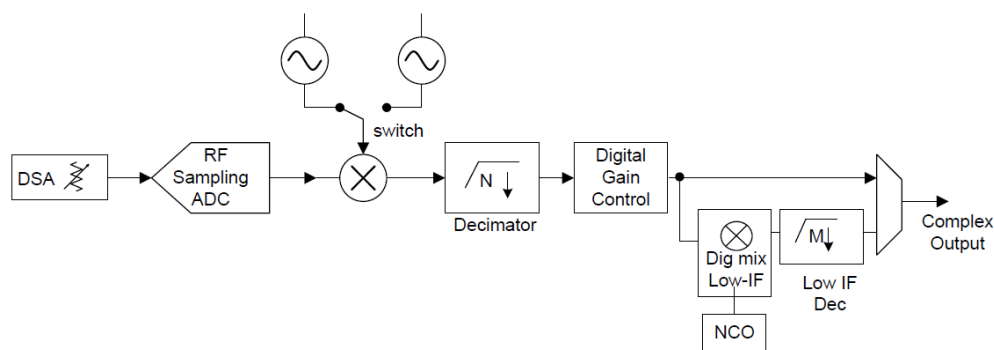 switch
DSA
RF
Sampling
ADC
N
Decimator
Digital
Gain
Control
Dig mix
Low-IF
NCO
M
Low IF
Dec
Complex
Output